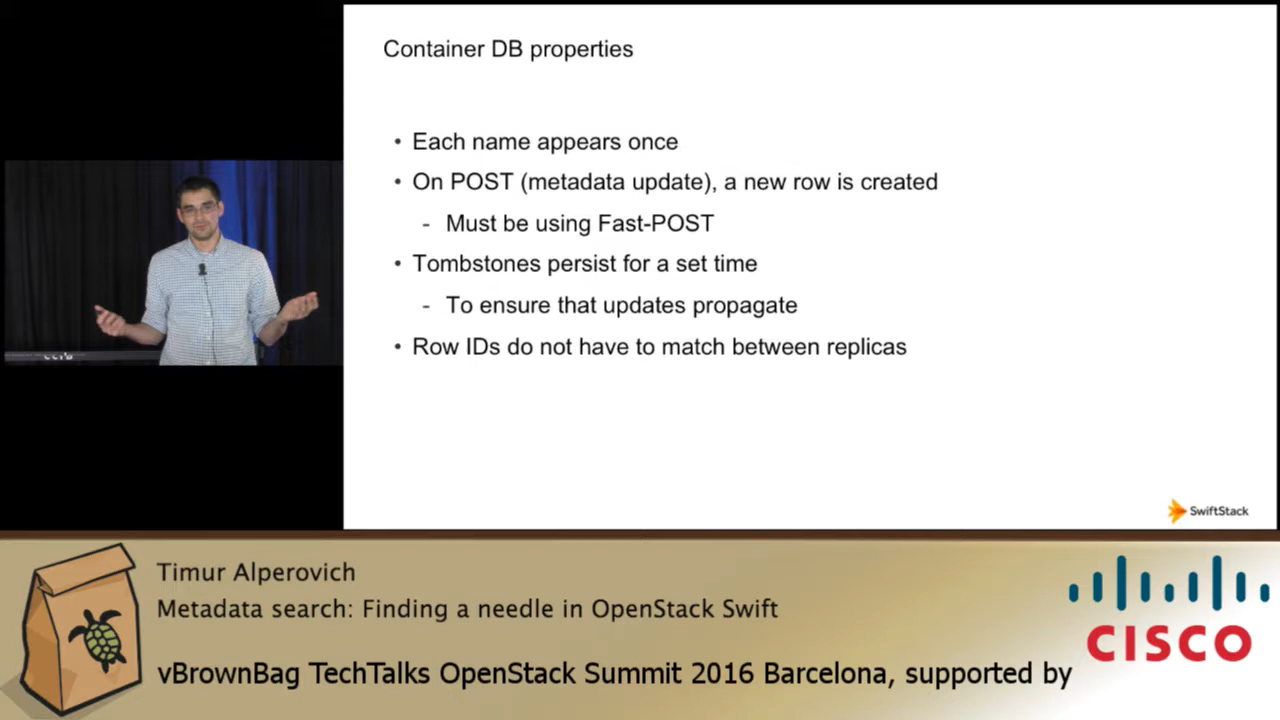 Container DB properties
• Each name appears once
• On POST (metadata update), a new row is created
- Must be using Fast-POST
• Tombstones persist for a set time
- To ensure that updates propagate
• Row IDs do not have to match between replicas
SwiftStack
Timur Alperovich
Metadata search: Finding a needle in OpenStack Swift
vBrownBag TechTalks OpenStack Summit 2016 Barcelona, supported by
CISCO